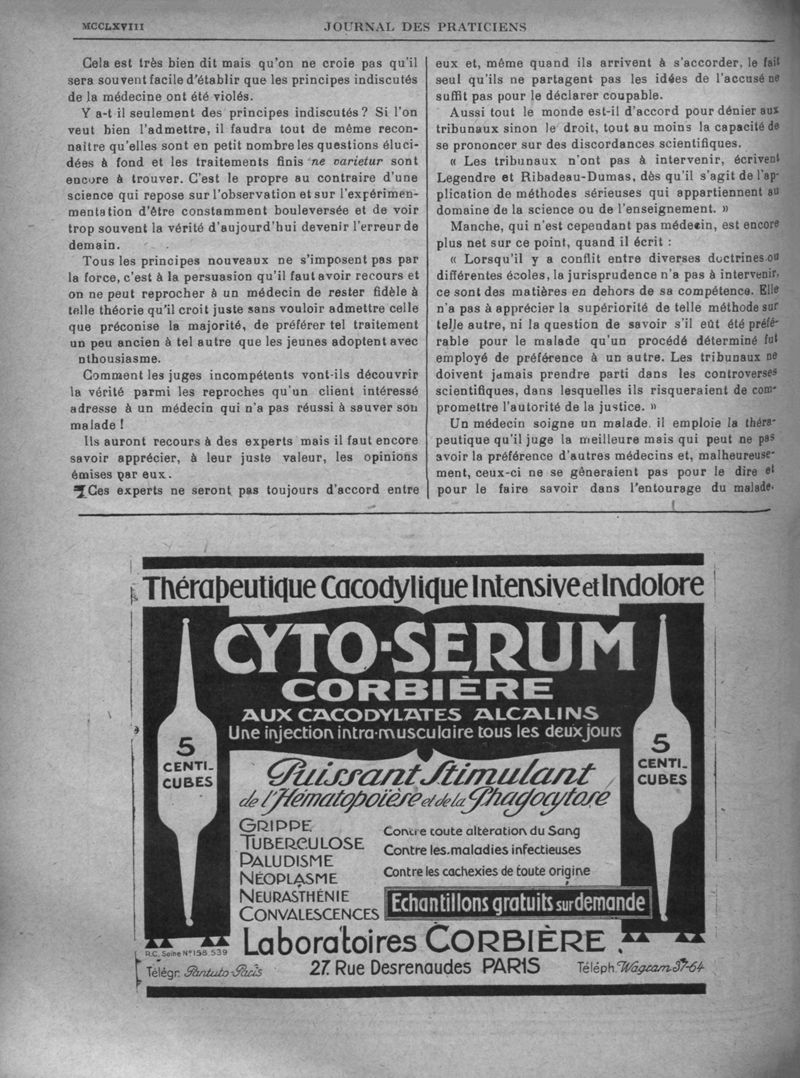 MCCLXVIII
JOURNAL DES PRATICIENS
Cela est très bien dit mais qu'on ne croie pas qu'il
sera souvent facile d'établir que les principes indiscutés
de la médecine ont été violés.
Y a-t il seulement des principes indiscutés ? Si l'on
veut bien l'admettre, il faudra tout de même recon-
naître qu'elles sont en petit nombre les questions éluci-
dées à fond et les traitements finis ne varietur sont
encore à trouver. C'est le propre au contraire d'une
science qui repose sur l'observation et sur l'expérimen-
mentation d'être constamment bouleversée et de voir
trop souvent la vérité d'aujourd'hui devenir l'erreur de
demain.
Tous les principes nouveaux ne s'imposent pas par
la force, c'est à la persuasion qu'il faut avoir recours et
on ne peut reprocher à un médecin de rester fidèle à
telle théorie qu'il croit juste sans vouloir admettre celle
que préconise la majorité, de préférer tel traitement
un peu ancien à tel autre que les jeunes adoptent avec
nthousiasme.
Comment les juges incompétents vont-ils découvrir
la vérité parmi les reproches qu'un client intéressé
adresse à un médecin qui n'a pas réussi à sauver son
malade !
Ils auront recours à des experts mais il faut encore
savoir apprécier, à leur juste valeur, les opinions
émises par eux.
Ces experts ne seront pas toujours d'accord entre
eux et, même quand ils arrivent à s'accorder, le fait
seul qu'ils ne partagent pas les idées de l'accusé ne
suffit pas pour le déclarer coupable.
Aussi tout le monde est-il d'accord pour dénier aux
tribunaux sinon le droit, tout au moins la capacité de
se prononcer sur des discordances scientifiques.
« Les tribunaux n'ont pas à intervenir, écrivent
Legendre et Ribadeau-Dumas, dès qu'il s'agit de l'ap-
plication de méthodes sérieuses qui appartiennent au
domaine de la science ou de l'enseignement. »
Manche, qui n'est cependant pas médecin, est encore
plus net sur ce point, quand il écrit :
« Lorsqu'il y a conflit entre diverses doctrines ou
différentes écoles, la jurisprudence n'a pas à intervenir,
ce sont des matières en dehors de sa compétence. Elle
n'a pas à apprécier la supériorité de telle méthode sur
telle autre, ni la question de savoir s'il eût été préfé-
rable pour le malade qu'un procédé déterminé fut
employé de préférence à un autre. Les tribunaux ne
doivent jamais prendre parti dans les controverses
scientifiques, dans lesquelles ils risqueraient de com-
promettre l'autorité de la justice. »
Un médecin soigne un malade. il emploie la théra-
peutique qu'il juge la meilleure mais qui peut ne pas
avoir la préférence d'autres médecins et, malheureuse-
ment, ceux-ci ne se gêneraient pas pour le dire et
pour le faire savoir dans l'entourage du malade.
Thérapeutique Cacodylique Intensive et Indolore
CYTO-SERUM
CORBIÈRE
AUX CACODYLATES ALCALINS
Une injection intra-musculaire tous les deux jours
5
CENTI-
CUBES
5
CENTI-
CUBES
Puissant Stimulant
de l'Hématopoïèse et de la Phagocytose
GRIPPE
TUBERCULOSE
PALUDISME
NÉOPLASME
NEURASTHÉNIE
CONVALESCENCES
Contre toute altération du Sang
Contre les maladies infectieuses
Contre les cachexies de toute origine
Echantillons gratuits sur demande
Laboratoires CORBIÈRE
R.C. Seine N° 158.539
Télégr. Pantuto-Paris
27. Rue Desrenaudes PARIS
Téléph. Wagram 37-64